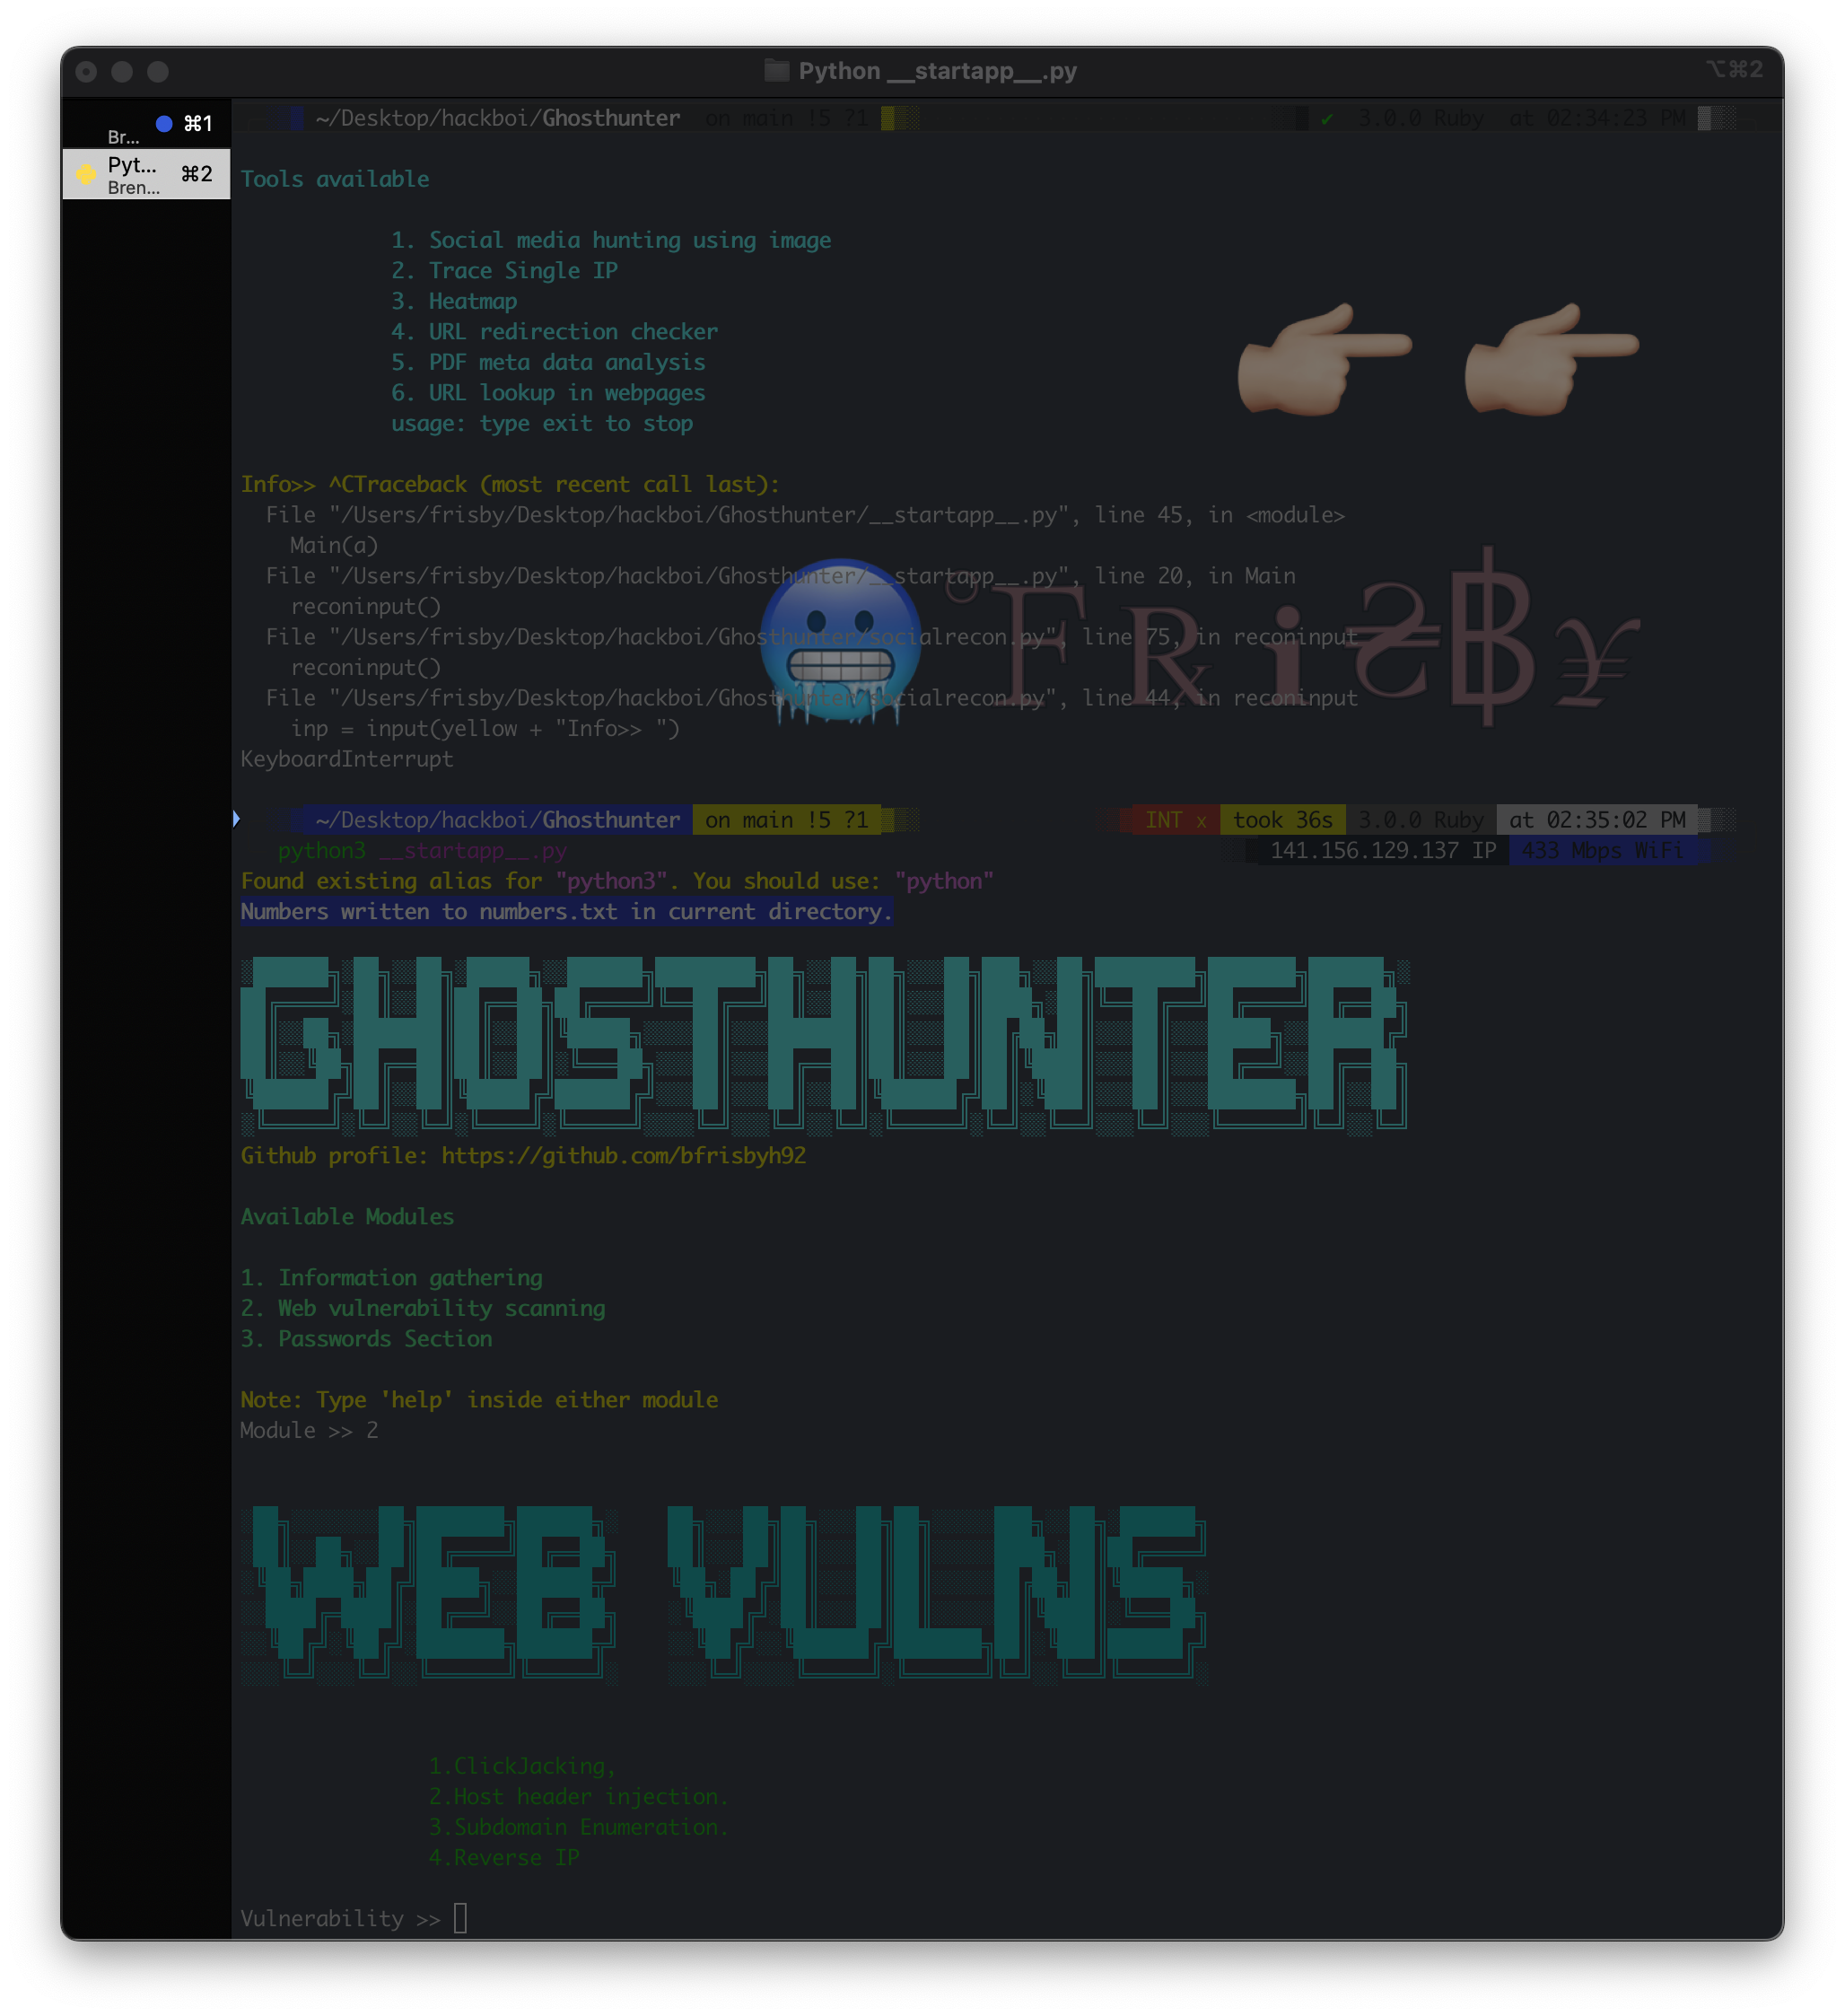 Python __startapp__.py
⌥⌘2
⌘1
Br...
Pyt...
⌘2
Bren...
~/Desktop/hackboi/Ghosthunter on main !5 ?1
✔ 3.0.0 Ruby at 02:34:23 PM
Tools available
1. Social media hunting using image
2. Trace Single IP
3. Heatmap
4. URL redirection checker
5. PDF meta data analysis
6. URL lookup in webpages
usage: type exit to stop
Info>> ^CTraceback (most recent call last):
File "/Users/frisby/Desktop/hackboi/Ghosthunter/__startapp__.py", line 45, in <module>
Main(a)
File "/Users/frisby/Desktop/hackboi/Ghosthunter/__startapp__.py", line 20, in Main
reconinput()
File "/Users/frisby/Desktop/hackboi/Ghosthunter/socialrecon.py", line 75, in reconinput
reconinput()
File "/Users/frisby/Desktop/hackboi/Ghosthunter/socialrecon.py", line 44, in reconinput
inp = input(yellow + "Info>> ")
KeyboardInterrupt
°FRi₴฿¥
~/Desktop/hackboi/Ghosthunter on main !5 ?1
INT x took 36s 3.0.0 Ruby at 02:35:02 PM
python3 __startapp__.py
141.156.129.137 IP 433 Mbps WiFi
Found existing alias for "python3". You should use: "python"
Numbers written to numbers.txt in current directory.
GHOSTHUNTER
Github profile: https://github.com/bfrisbyh92
Available Modules
1. Information gathering
2. Web vulnerability scanning
3. Passwords Section
Note: Type 'help' inside either module
Module >> 2
WEB VULNS
1.ClickJacking,
2.Host header injection.
3.Subdomain Enumeration.
4.Reverse IP
Vulnerability >>